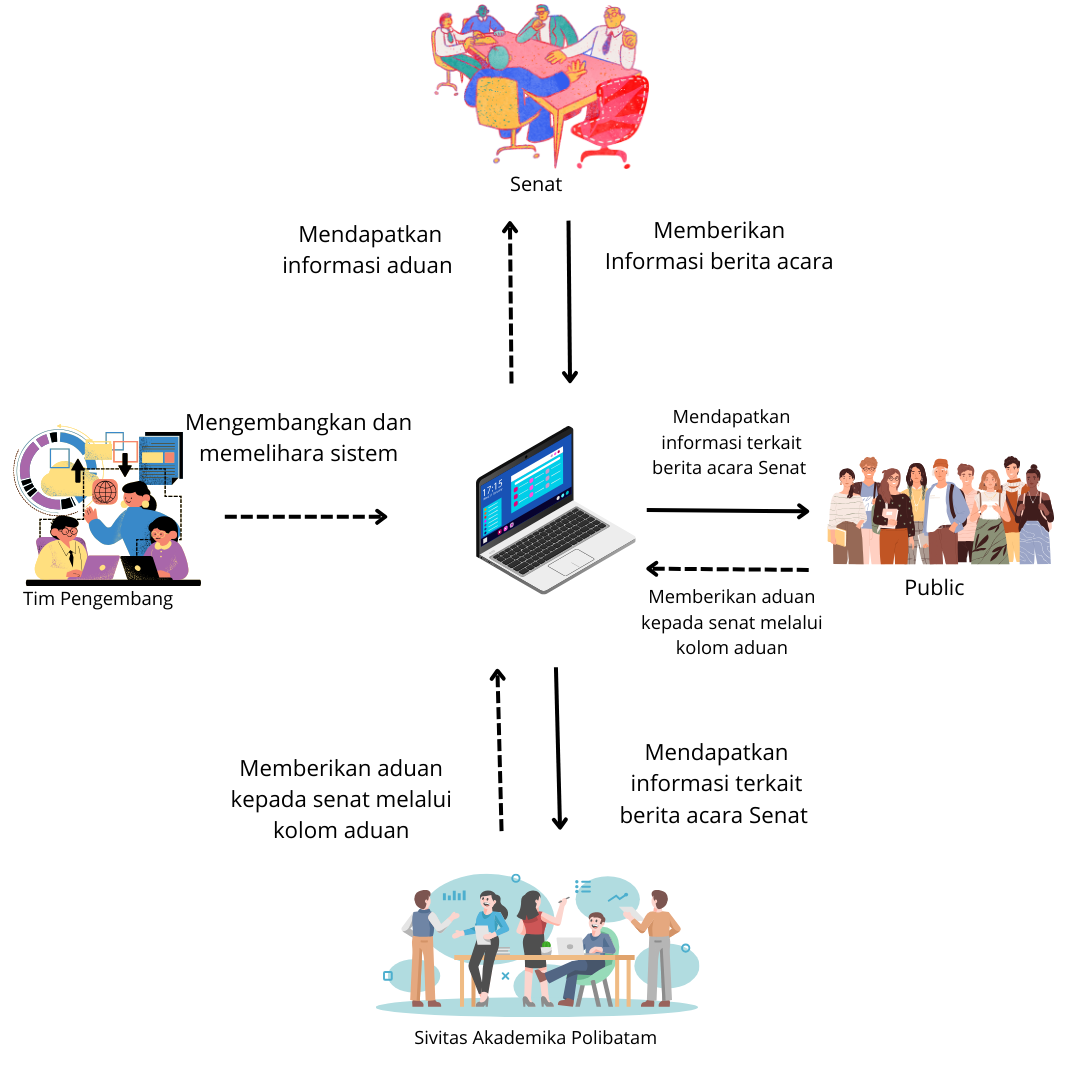 Senat
Mendapatkan
informasi aduan
Memberikan
Informasi berita acara
Mengembangkan dan
memelihara sistem
Mendapatkan
informasi terkait
berita acara Senat
17:15
Tim Pengembang
Public
Memberikan aduan
kepada senat melalui
kolom aduan
Memberikan aduan
kepada senat melalui
kolom aduan
Mendapatkan
informasi terkait
berita acara Senat
Sivitas Akademika Polibatam